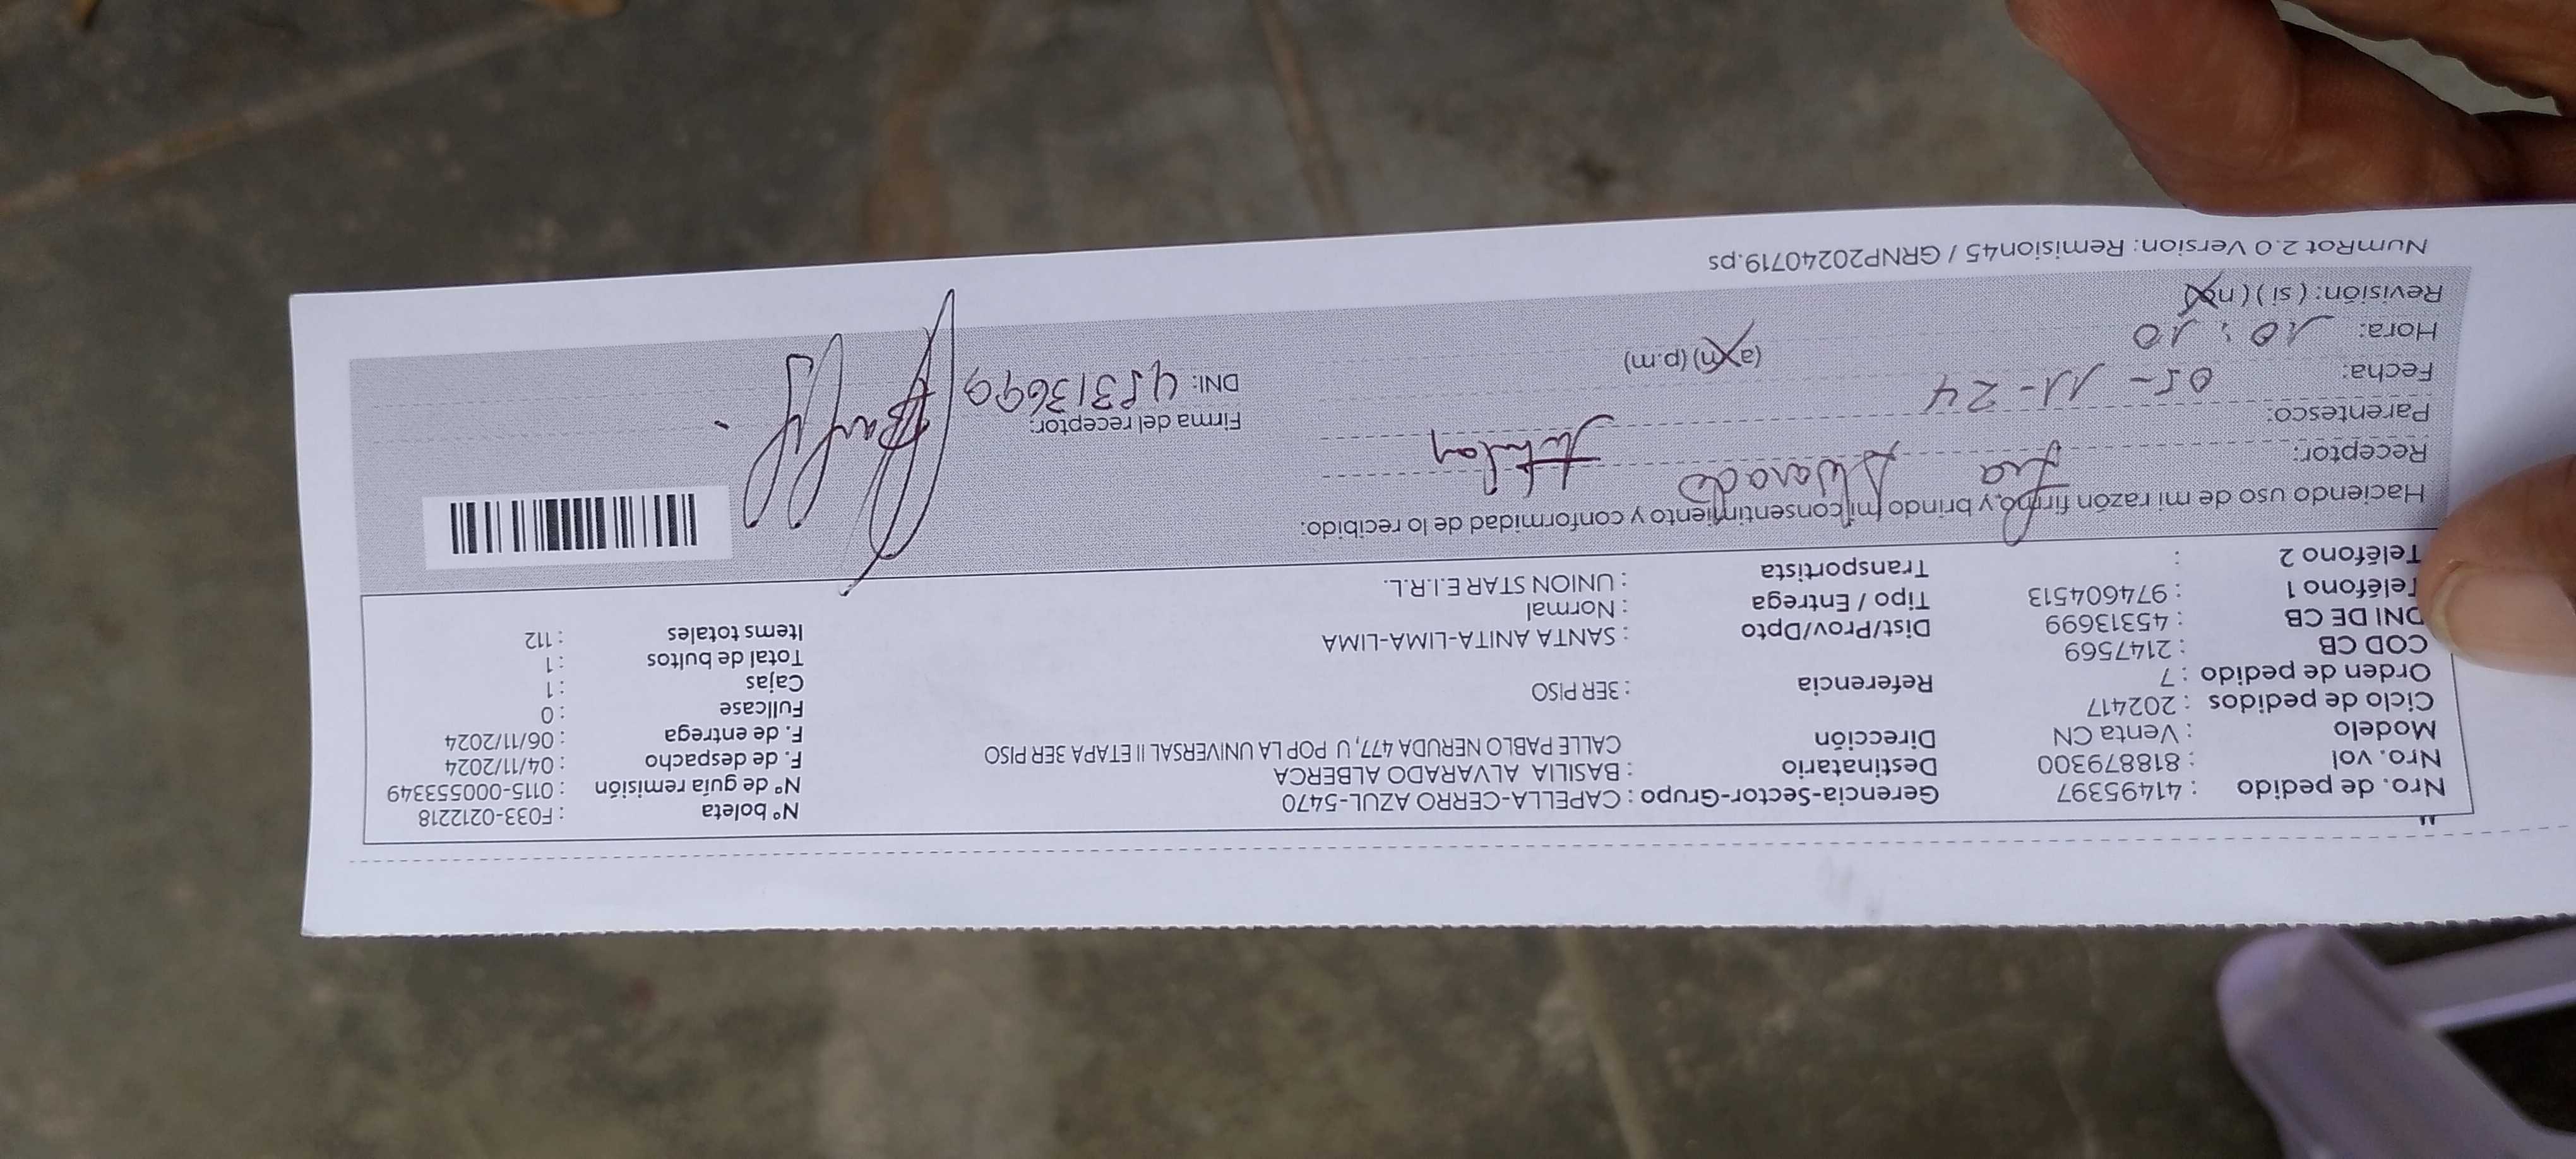 Nro. de pedido : 41495397 Gerencia-Sector-Grupo : CAPELLA-CERRO AZUL-5470 N° boleta : F033-0212218
Nro. vol : 818879300 Destinatario : BASILIA ALVARADO ALBERCA N° de guía remisión : 0115-000553349
Modelo : Venta CN Dirección CALLE PABLO NERUDA 477, U POP LA UNIVERSAL II ETAPA 3ER PISO F. de despacho : 04/11/2024
Ciclo de pedidos : 202417 F. de entrega : 06/11/2024
Orden de pedido : 7 Referencia : 3ER PISO Fullcase : 0
COD CB : 2147569 Cajas : 1
DNI DE CB : 45313699 Dist/Prov/Dpto : SANTA ANITA-LIMA-LIMA Total de bultos : 1
Teléfono 1 : 974604513 Tipo / Entrega : Normal Items totales : 112
Teléfono 2 : Transportista : UNION STAR E.I.R.L.
Haciendo uso de mi razón firmo, y brindo mi consentimiento y conformidad de lo recibido:
Receptor: Alvarado
Parentesco: Firma del receptor:
Fecha: 05-11-24 DNI: 45313699
Hora: 10:10 (a.m) (p.m)
Revisión: (si) (no)
NumRot 2.0 Version: Remision45 / GRNP20240719.ps